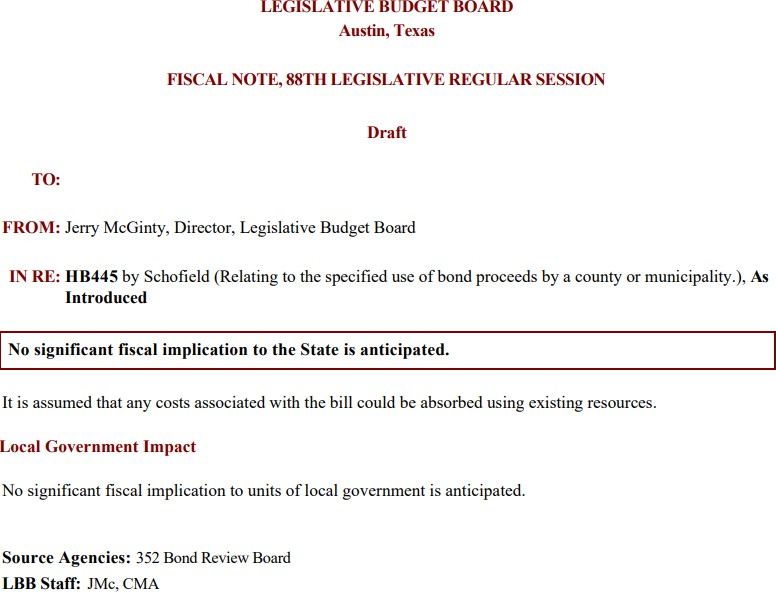 LEGISLATIVE BUDGET BOARD
Austin, Texas
FISCAL NOTE, 88TH LEGISLATIVE REGULAR SESSION
Draft
TO:
FROM: Jerry McGinty, Director, Legislative Budget Board
IN RE: HB445 by Schofield (Relating to the specified use of bond proceeds by a county or municipality.), As
Introduced
No significant fiscal implication to the State is anticipated.
It is assumed that any costs associated with the bill could be absorbed using existing resources.
Local Government Impact
No significant fiscal implication to units of local government is anticipated.
Source Agencies: 352 Bond Review Board
LBB Staff: JMc, CMA